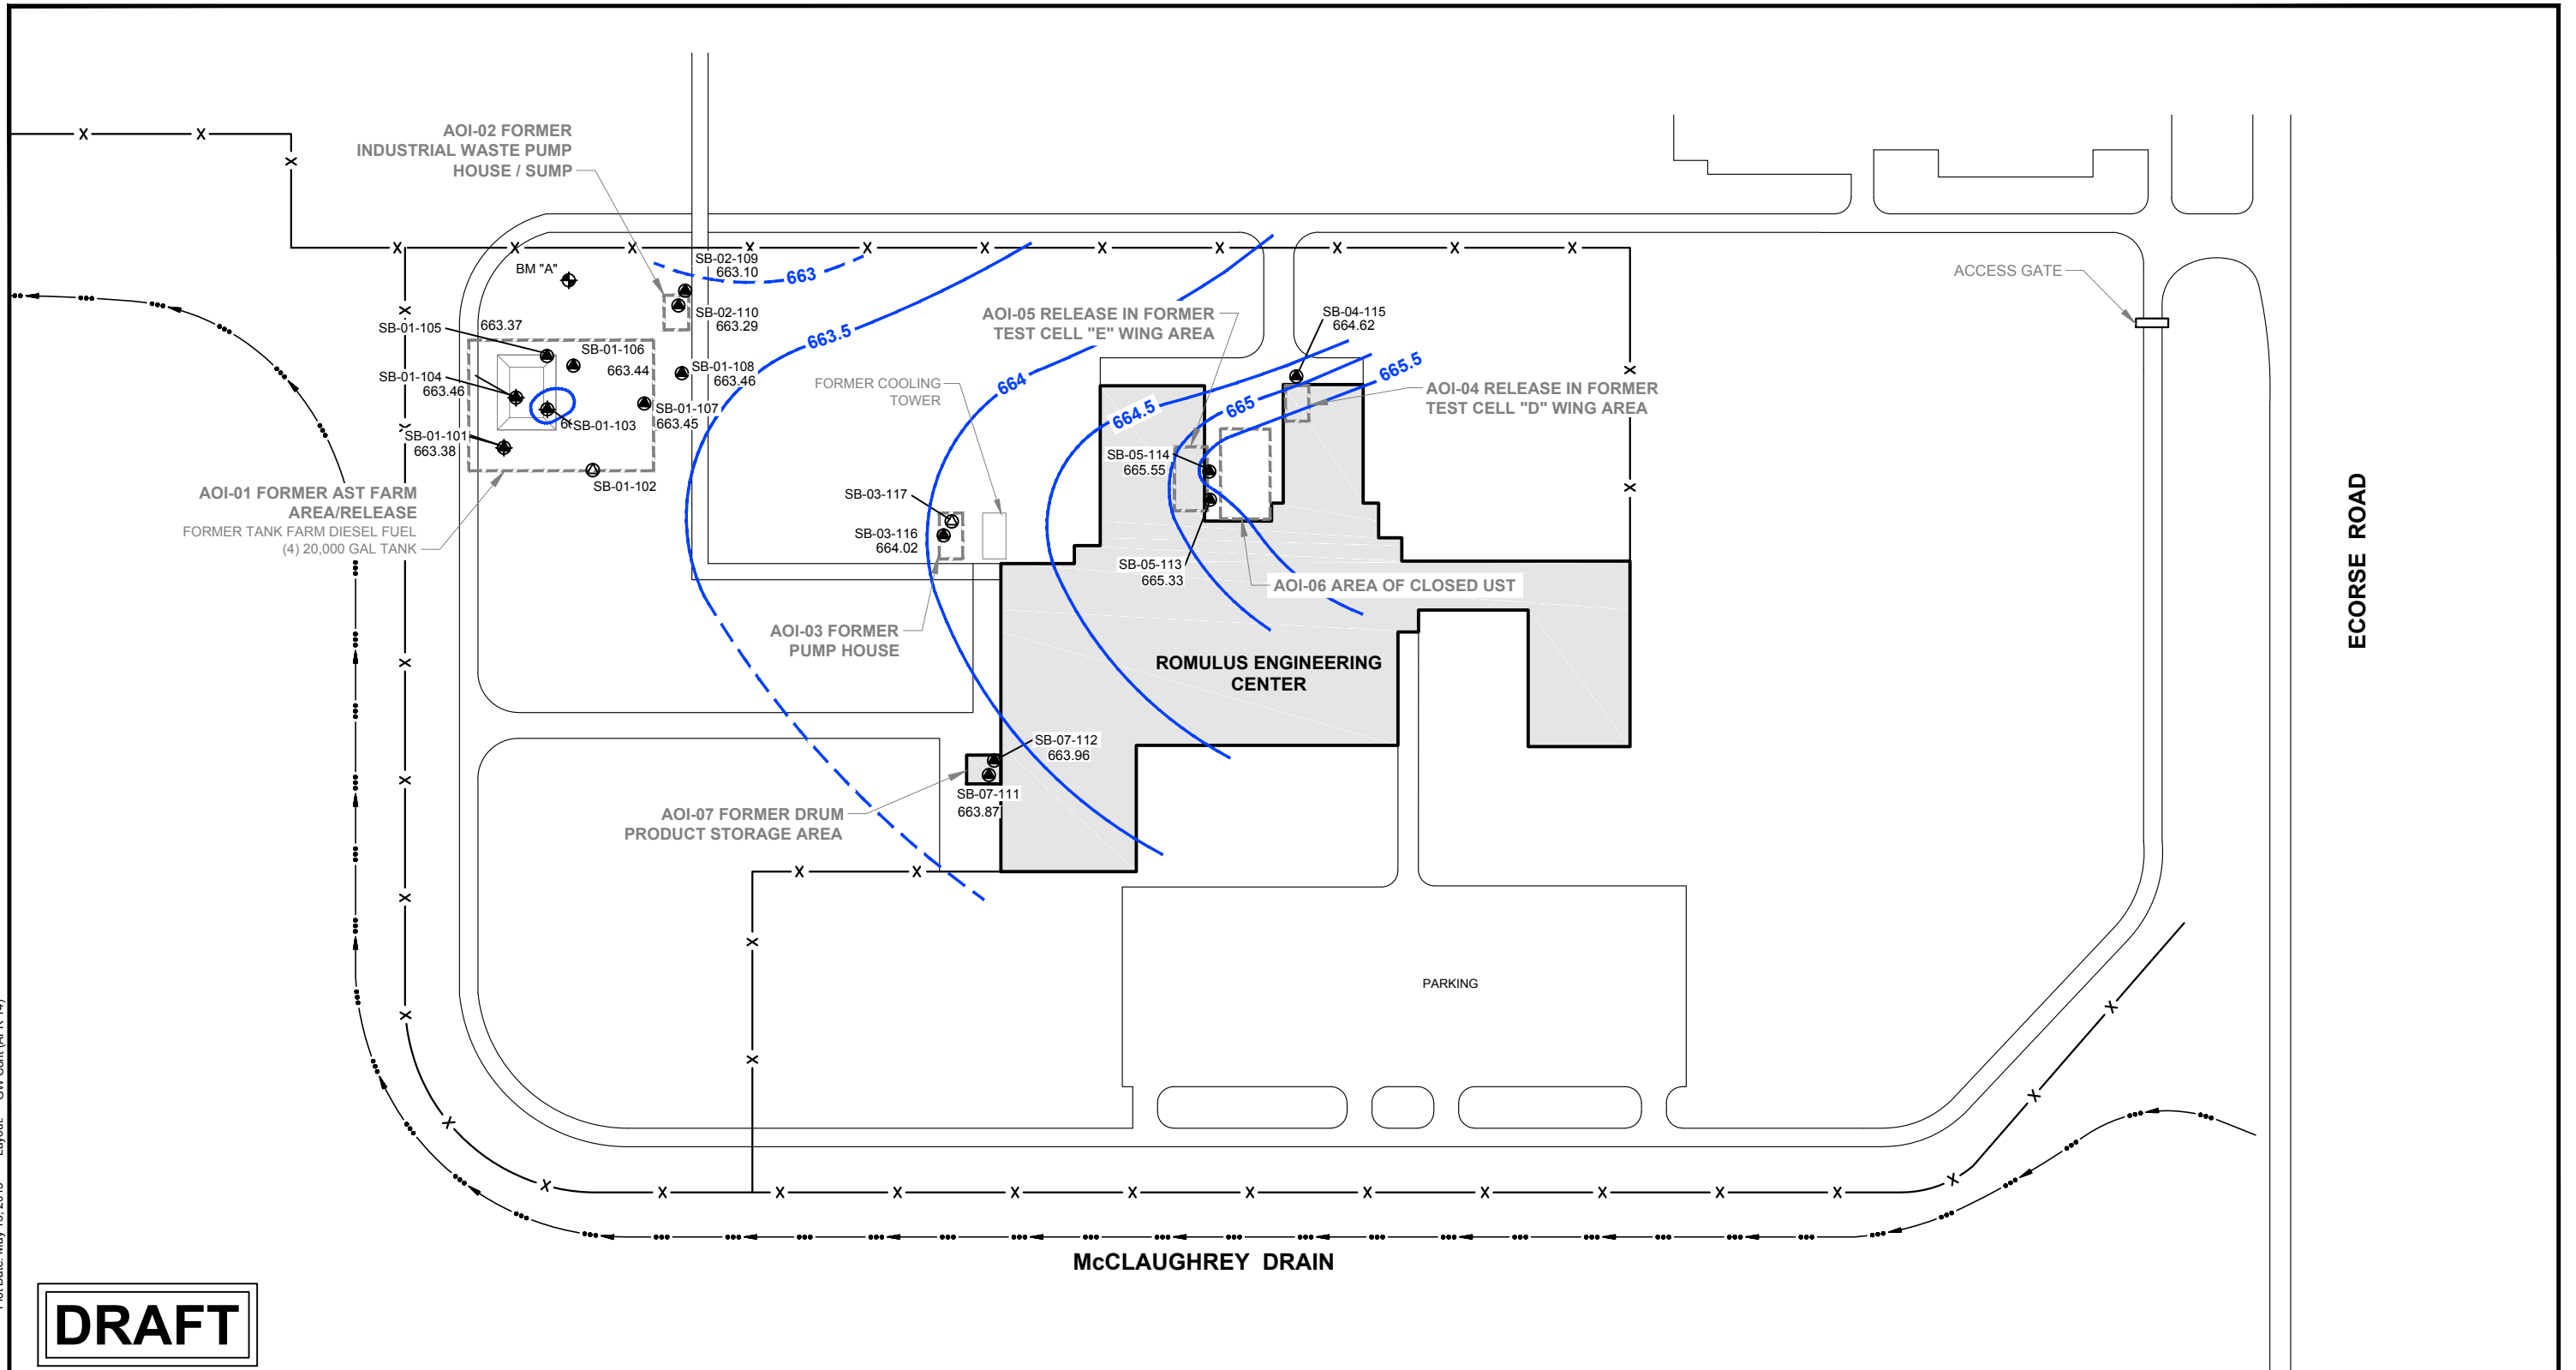 AOI-02 FORMER
INDUSTRIAL WASTE PUMP
HOUSE / SUMP
BM "A"
SB-02-109
663.10
663
SB-02-110
663.29
SB-01-105
663.37
SB-01-106
663.44
SB-01-108
663.46
SB-01-104
663.46
SB-01-107
663.45
SB-01-103
SB-01-101
663.38
SB-01-102
AOI-01 FORMER AST FARM
AREA/RELEASE
FORMER TANK FARM DIESEL FUEL
(4) 20,000 GAL TANK
663.5
664
664.5
665
665.5
FORMER COOLING
TOWER
AOI-05 RELEASE IN FORMER
TEST CELL "E" WING AREA
SB-04-115
664.62
AOI-04 RELEASE IN FORMER
TEST CELL "D" WING AREA
ACCESS GATE
SB-05-114
665.55
SB-03-117
SB-03-116
664.02
SB-05-113
665.33
AOI-06 AREA OF CLOSED UST
AOI-03 FORMER
PUMP HOUSE
ROMULUS ENGINEERING
CENTER
ECORSE ROAD
SB-07-112
663.96
SB-07-111
663.87
AOI-07 FORMER DRUM
PRODUCT STORAGE AREA
PARKING
McCLAUGHREY DRAIN
DRAFT